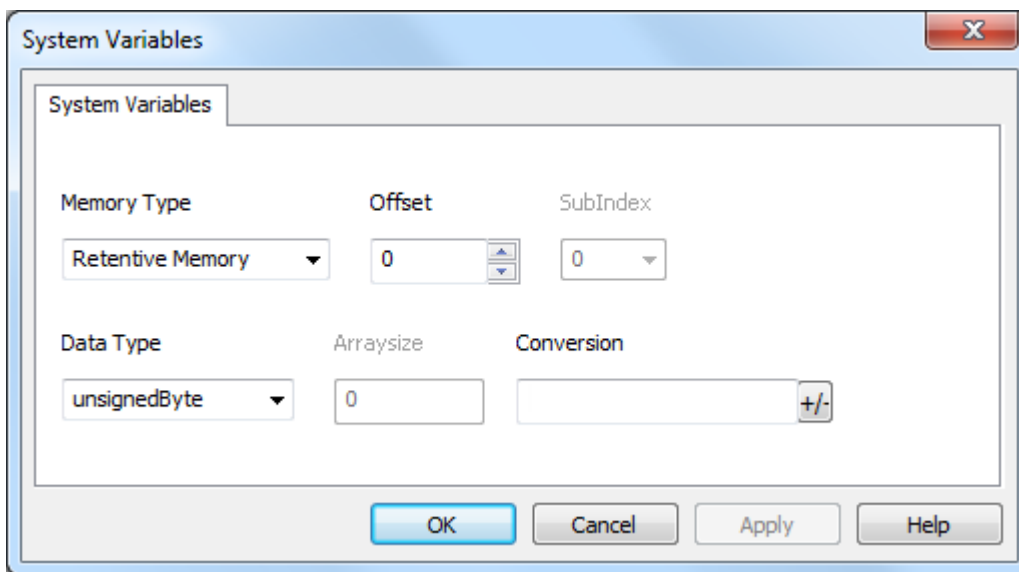 System Variables
System Variables
Memory Type Offset SubIndex
Retentive Memory 0 0
Data Type Arraysize Conversion
unsignedByte 0 +/-
OK Cancel Apply Help